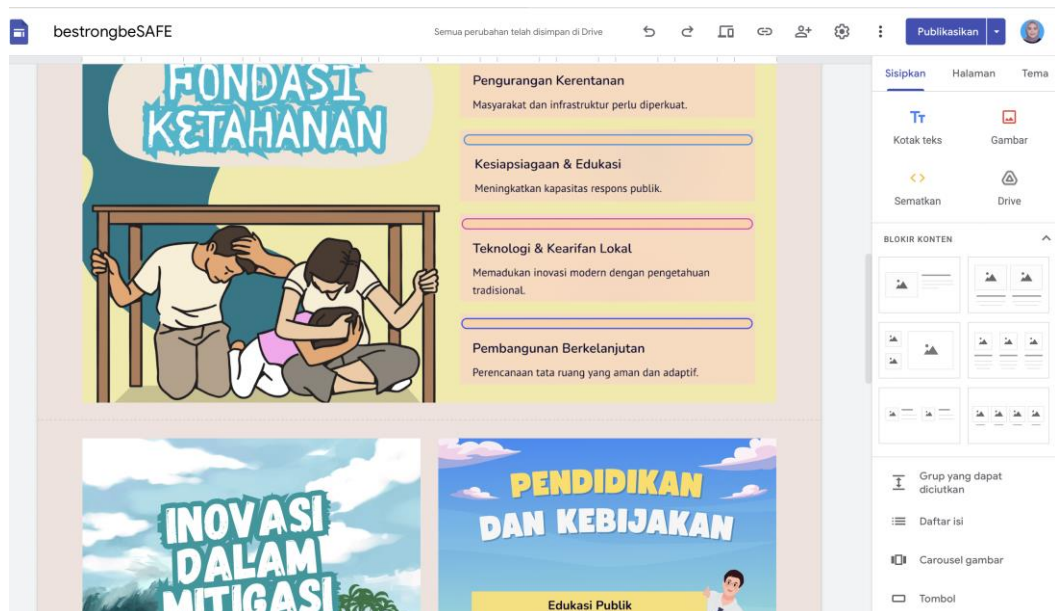 bestrongbeSAFE
Semua perubahan telah disimpan di Drive
Publikasikan
Sisipkan
Halaman
Tema
Kotak teks
Gambar
Sematkan
Drive
BLOKIR KONTEN
Grup yang dapat
diciutkan
Daftar isi
Carousel gambar
Tombol
FONDASI
KETAHANAN
Pengurangan Kerentanan
Masyarakat dan infrastruktur perlu diperkuat.
Kesiapsiagaan & Edukasi
Meningkatkan kapasitas respons publik.
Teknologi & Kearifan Lokal
Memadukan inovasi modern dengan pengetahuan
tradisional.
Pembangunan Berkelanjutan
Perencanaan tata ruang yang aman dan adaptif.
INOVASI
DALAM
MITIGASI
PENDIDIKAN
DAN KEBIJAKAN
Edukasi Publik